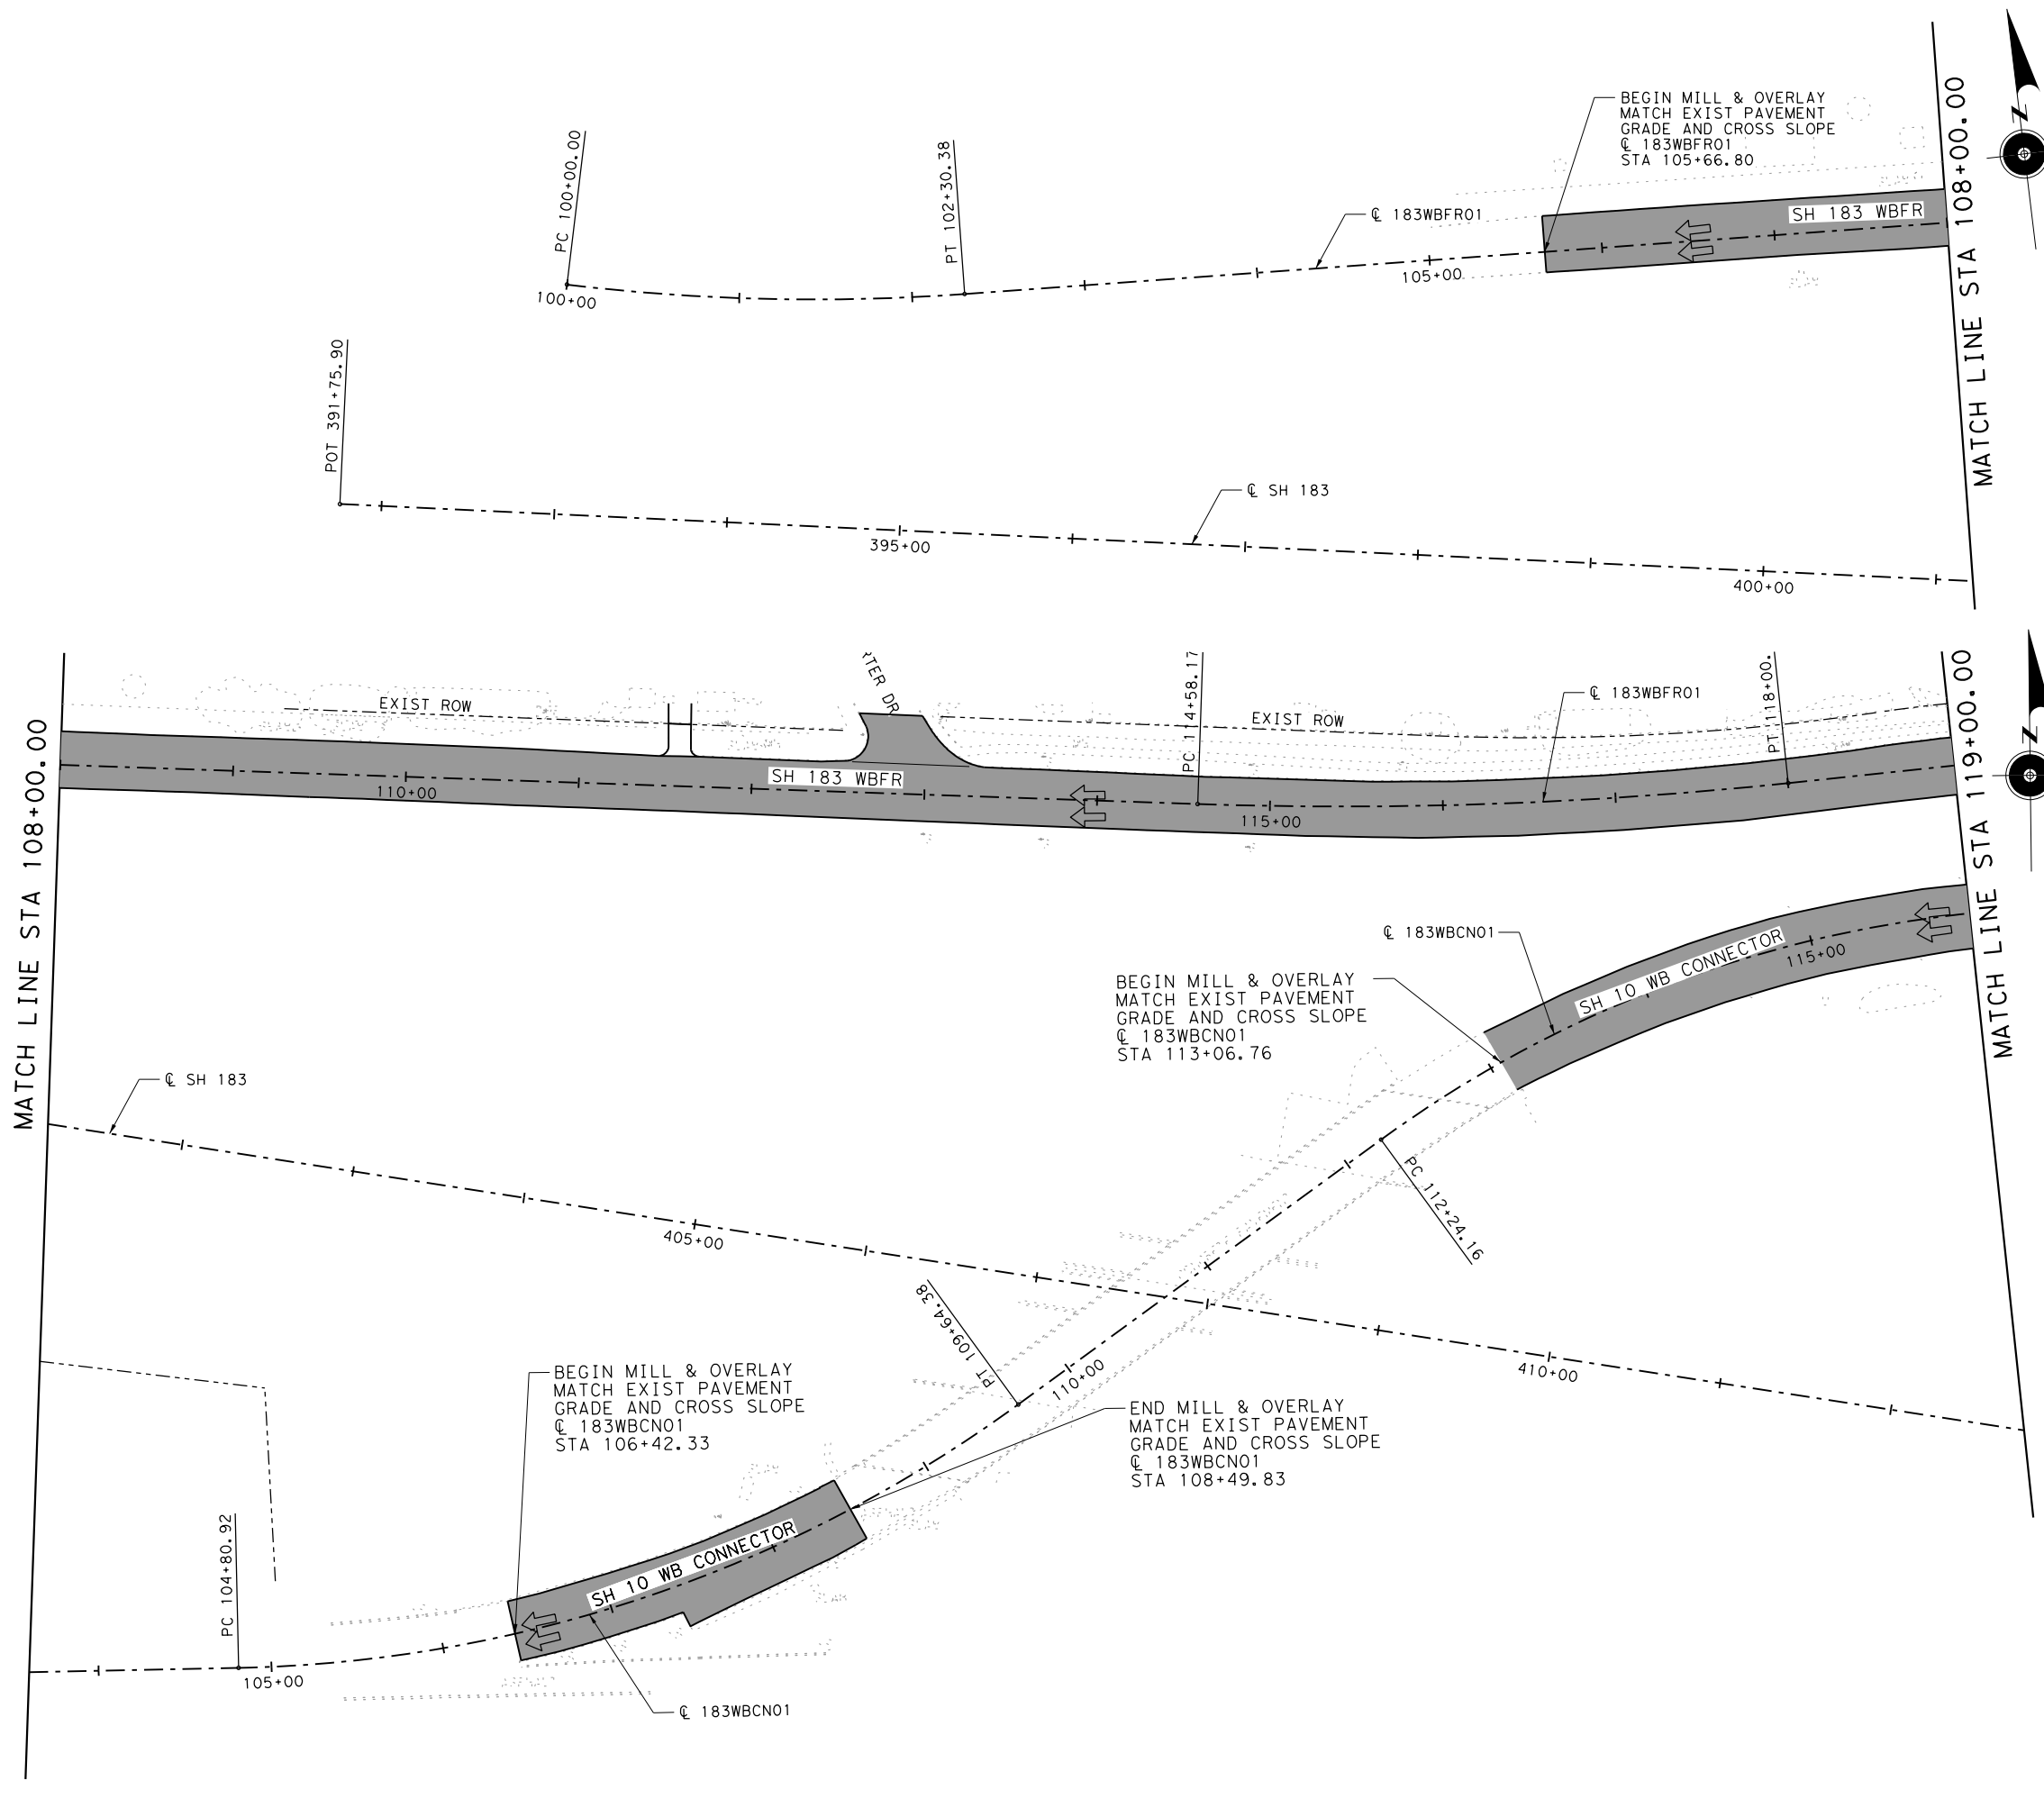 BEGIN MILL & OVERLAY
MATCH EXIST PAVEMENT
GRADE AND CROSS SLOPE
℄ 183WBFR01
STA 105+66.80
PC 100+00.00
PT 102+30.38
℄ 183WBFR01
SH 183 WBFR
100+00
105+00
MATCH LINE STA 108+00.00
N
POT 391+75.90
℄ SH 183
395+00
400+00
MATCH LINE STA 108+00.00
EXIST ROW
RTER DR
PC 114+58.17
EXIST ROW
℄ 183WBFR01
PT 118+00.
MATCH LINE STA 119+00.00
N
SH 183 WBFR
110+00
115+00
℄ 183WBCN01
SH 10 WB CONNECTOR
115+00
BEGIN MILL & OVERLAY
MATCH EXIST PAVEMENT
GRADE AND CROSS SLOPE
℄ 183WBCN01
STA 113+06.76
℄ SH 183
PC 112+24.16
405+00
410+00
PT 109+64.38
110+00
BEGIN MILL & OVERLAY
MATCH EXIST PAVEMENT
GRADE AND CROSS SLOPE
℄ 183WBCN01
STA 106+42.33
END MILL & OVERLAY
MATCH EXIST PAVEMENT
GRADE AND CROSS SLOPE
℄ 183WBCN01
STA 108+49.83
PC 104+80.92
SH 10 WB CONNECTOR
105+00
℄ 183WBCN01